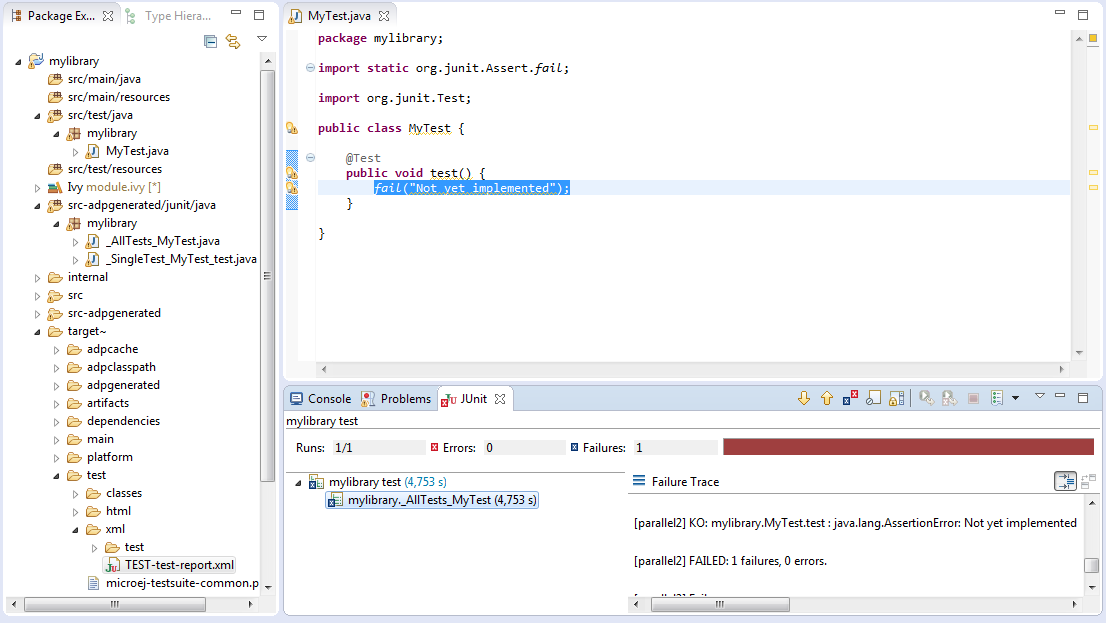 Package Ex...
Type Hiera...
mylibrary
src/main/java
src/main/resources
src/test/java
mylibrary
MyTest.java
src/test/resources
Ivy module.ivy [*]
src-adpgenerated/junit/java
mylibrary
_AllTests_MyTest.java
_SingleTest_MyTest_test.java
internal
src
src-adpgenerated
target~
adpcache
adpclasspath
adpgenerated
artifacts
dependencies
main
platform
test
classes
html
xml
test
TEST-test-report.xml
microej-testsuite-common.p
MyTest.java
package mylibrary;
import static org.junit.Assert.fail;
import org.junit.Test;
public class MyTest {
@Test
public void test() {
fail("Not yet implemented");
}
}
Console
Problems
JUnit
mylibrary test
Runs: 1/1 Errors: 0 Failures: 1
mylibrary test (4,753 s)
mylibrary._AllTests_MyTest (4,753 s)
Failure Trace
[parallel2] KO: mylibrary.MyTest.test : java.lang.AssertionError: Not yet implemented
[parallel2] FAILED: 1 failures, 0 errors.